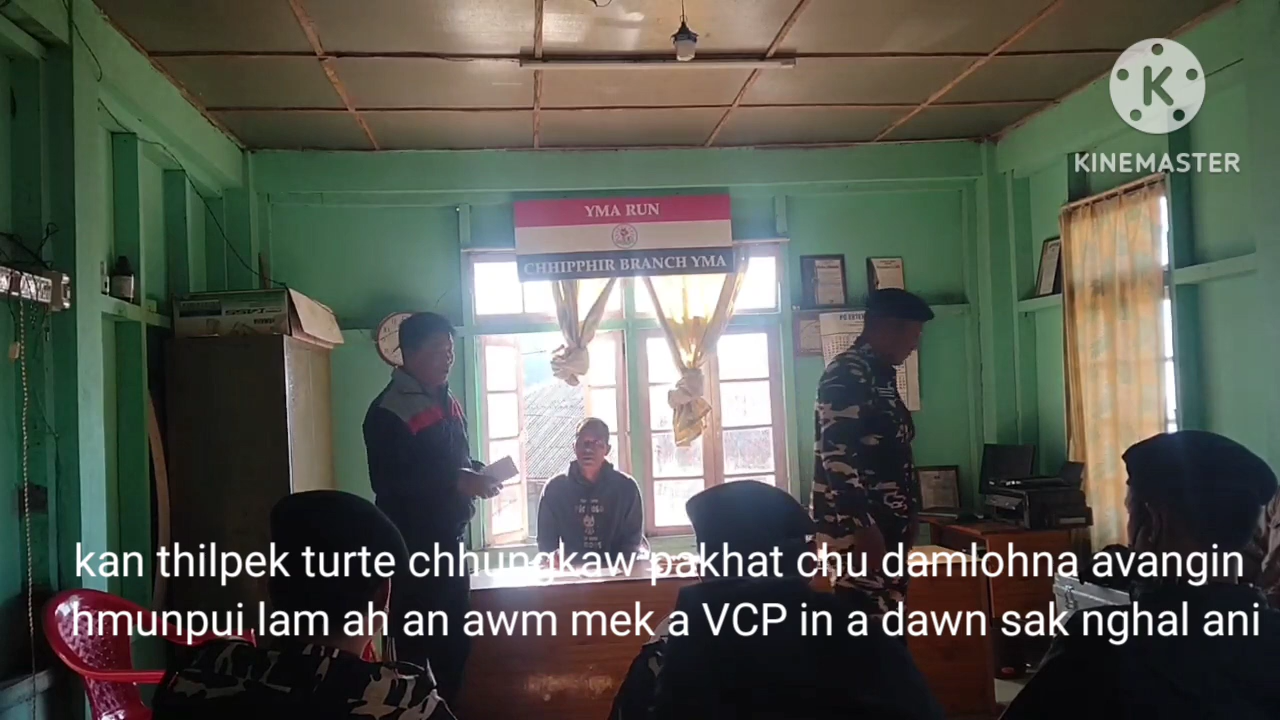 K
KINEMASTER
YMA RUN
CHHIPPHIR BRANCH YMA
kan thilpek turte chhungkaw pakhat chu damlohna avangin
hmunpui lam ah an awm mek a VCP in a dawn sak nghal ani